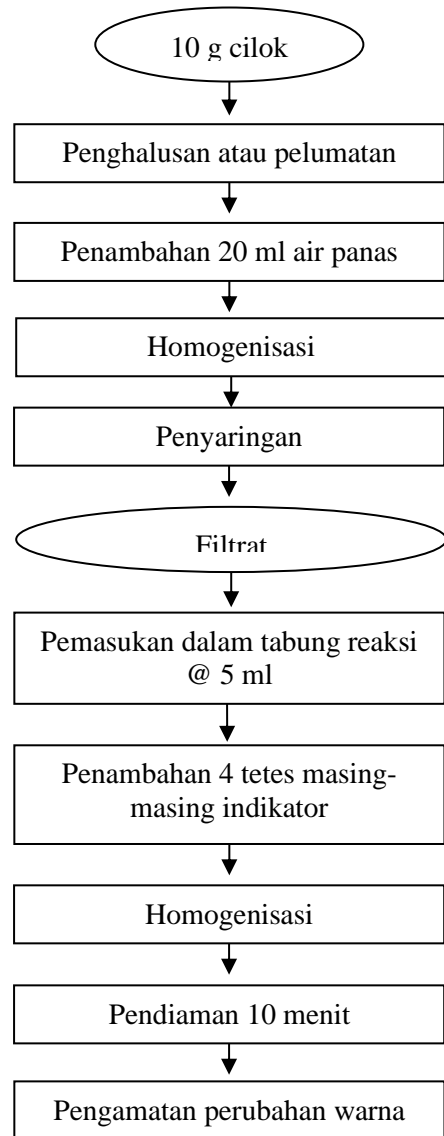 10 g cilok
Penghalusan atau pelumatan
Penambahan 20 ml air panas
Homogenisasi
Penyaringan
Filtrat
Pemasukan dalam tabung reaksi
@ 5 ml
Penambahan 4 tetes masing-
masing indikator
Homogenisasi
Pendiaman 10 menit
Pengamatan perubahan warna